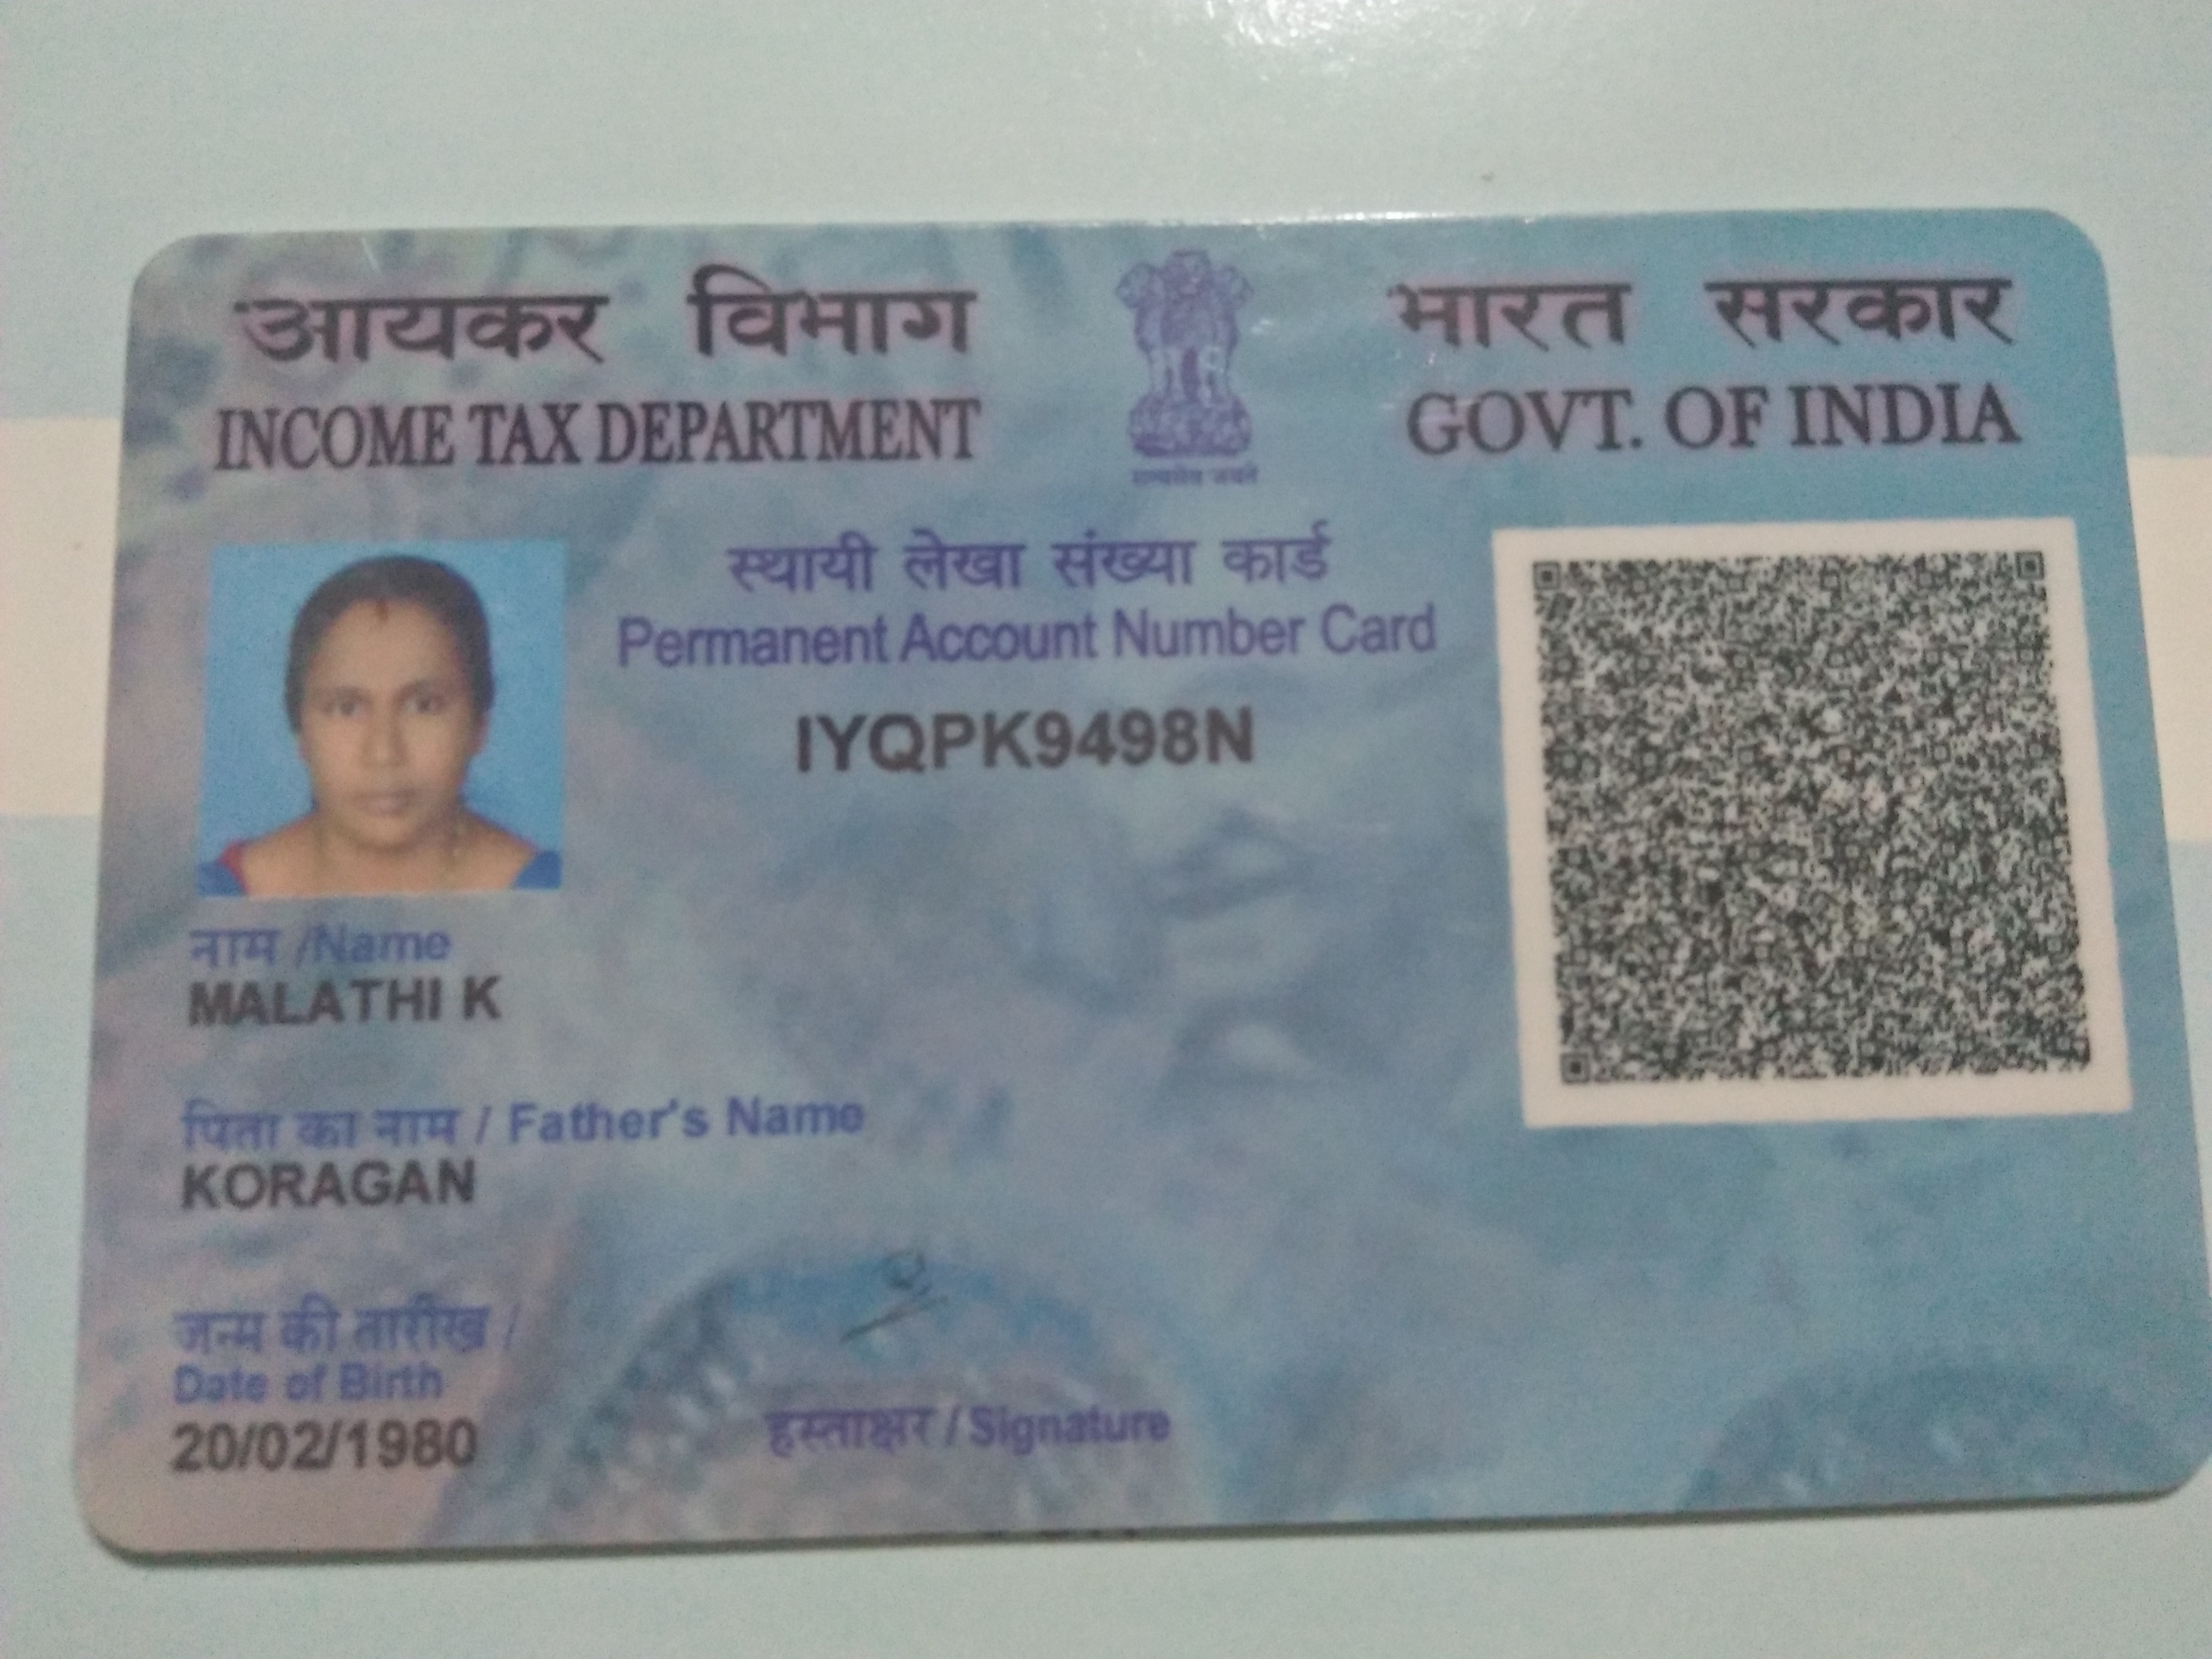 आयकर विभाग
INCOME TAX DEPARTMENT
भारत सरकार
GOVT. OF INDIA
सत्यमेव जयते
स्थायी लेखा संख्या कार्ड
Permanent Account Number Card
IYQPK9498N
नाम /Name
MALATHI K
पिता का नाम / Father's Name
KORAGAN
जन्म की तारीख /
Date of Birth
20/02/1980
हस्ताक्षर / Signature